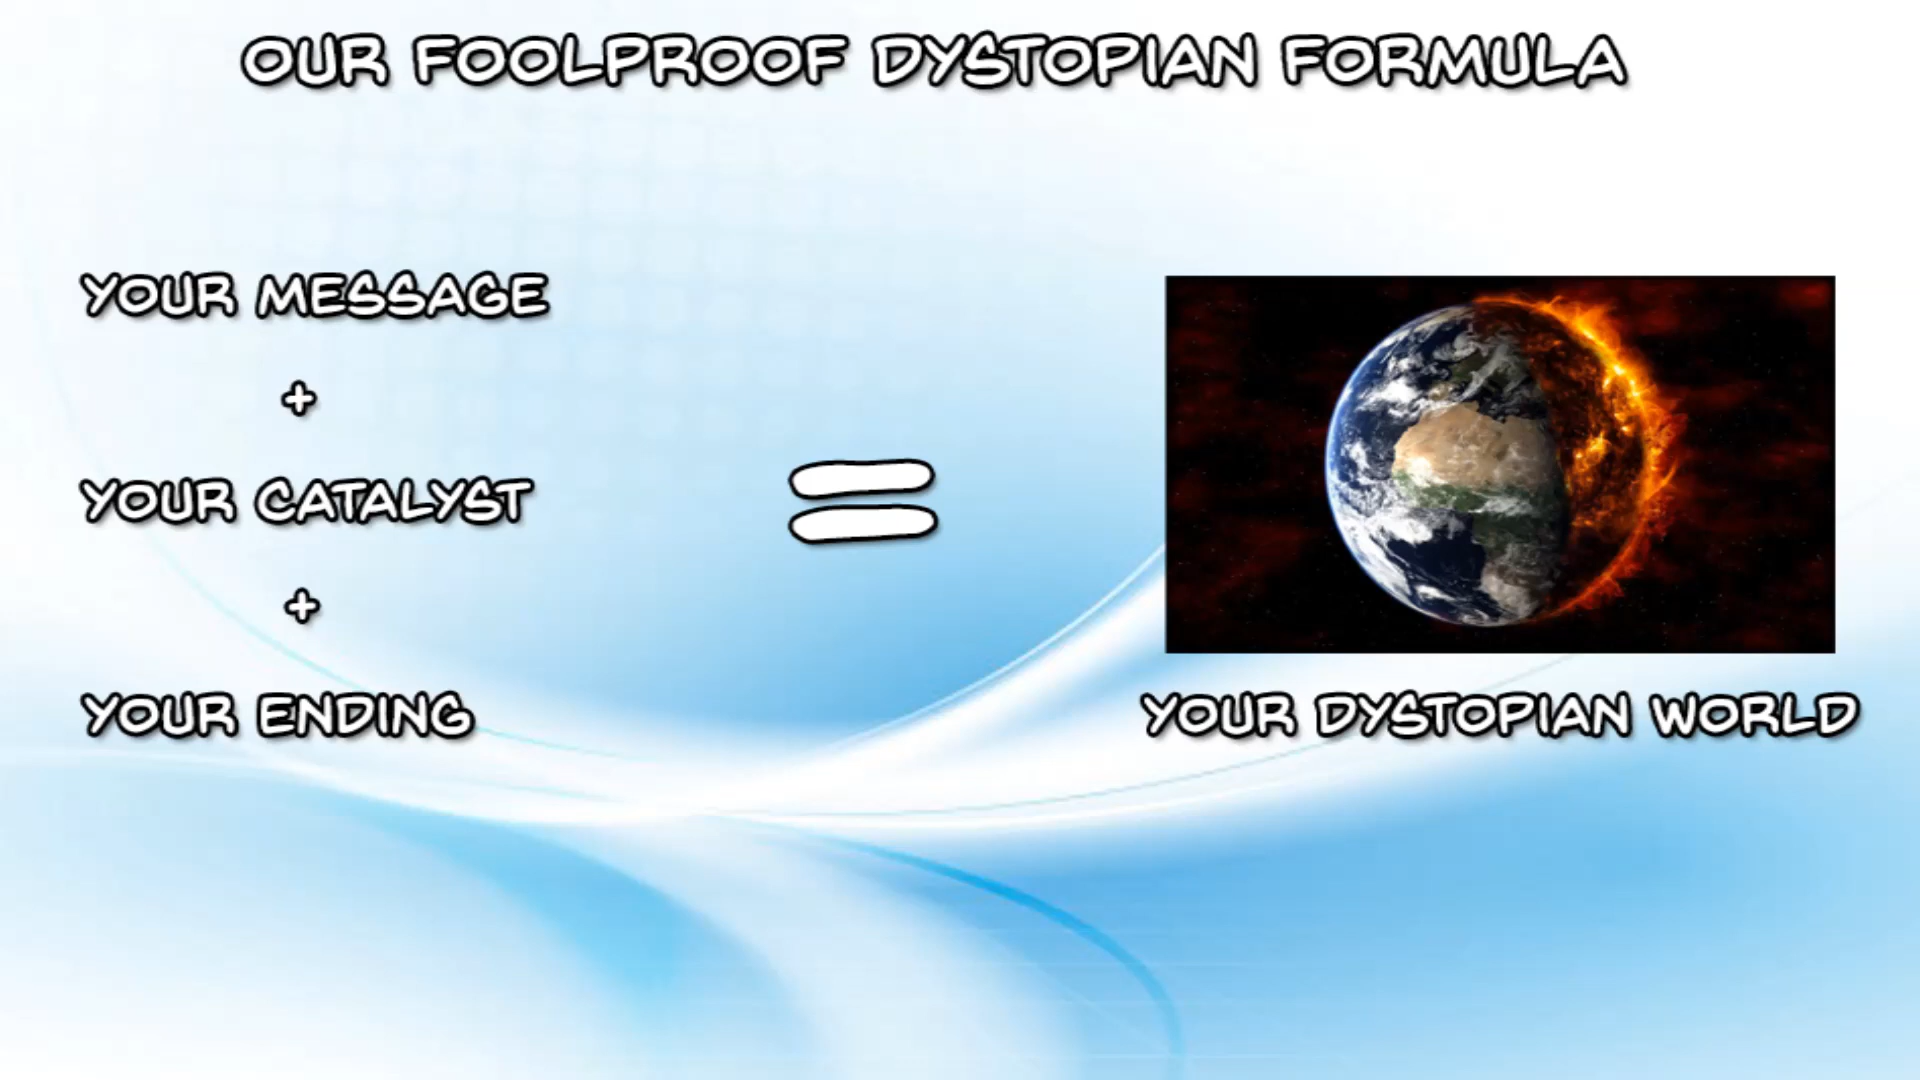 OUR FOOLPROOF DYSTOPIAN FORMULA
YOUR MESSAGE
+
YOUR CATALYST
+
YOUR ENDING
=
YOUR DYSTOPIAN WORLD